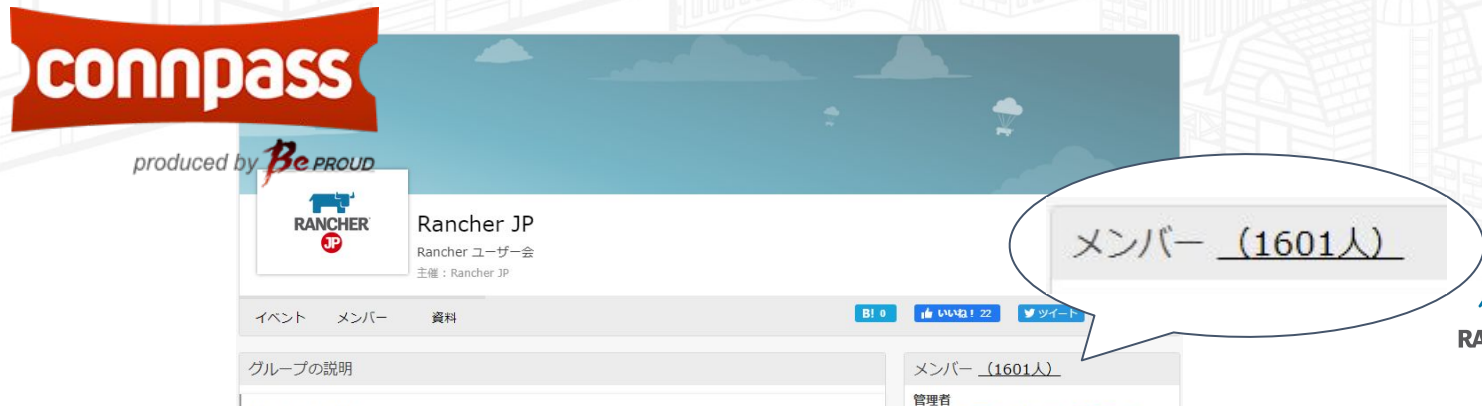 connpass
produced by Be PROUD
RANCHER
JP
Rancher JP
Rancher ユーザー会
主催：Rancher JP
メンバー （1601人）
イベント メンバー 資料
B! 0 いいね！ 22 ツイート
RA
グループの説明
メンバー （1601人）
管理者